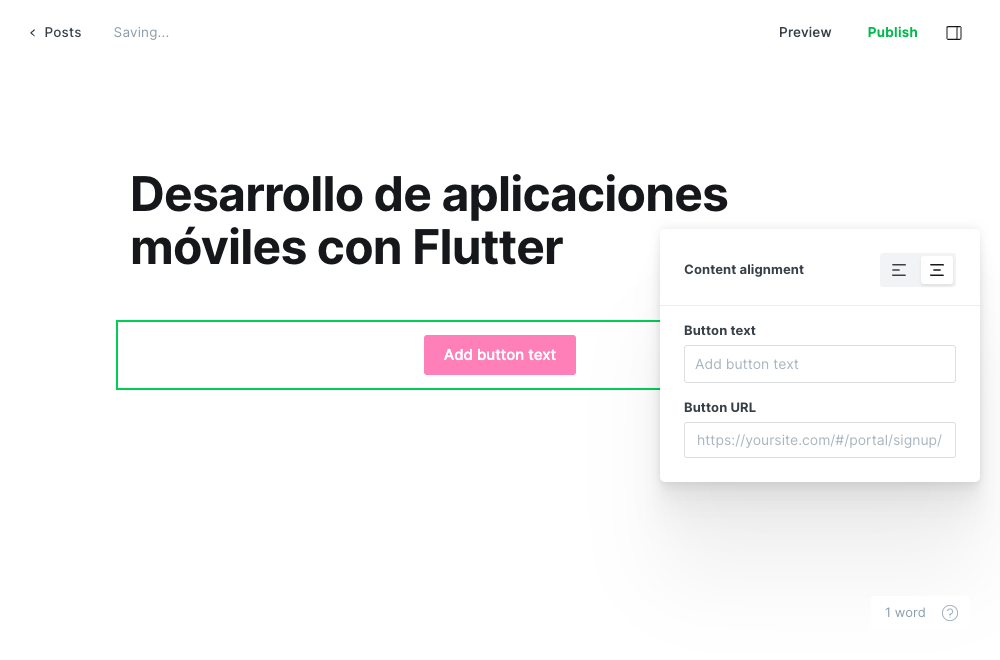 Posts
Saving...
Preview
Publish
Desarrollo de aplicaciones
móviles con Flutter
Add button text
Content alignment
Button text
Add button text
Button URL
https://yoursite.com/#/portal/signup/
1 word